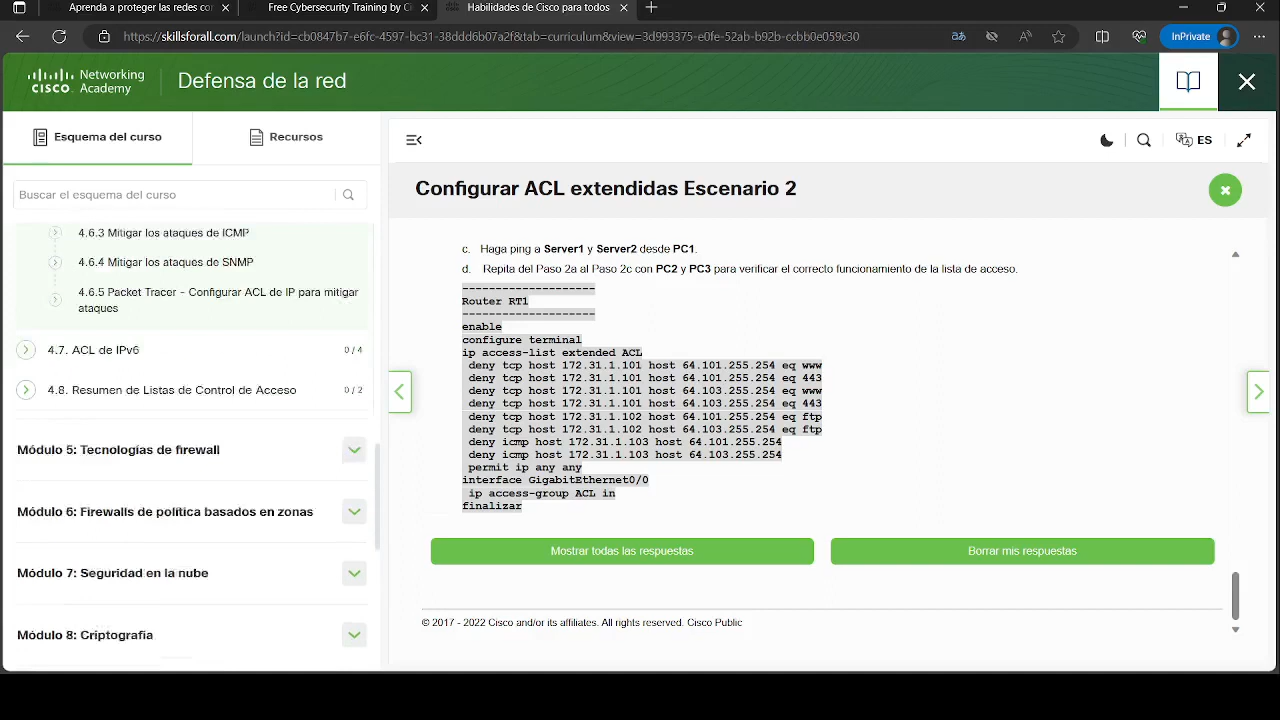 Aprenda a proteger las redes cor
Free Cybersecurity Training by Ci
Habilidades de Cisco para todos
https://skillsforall.com/launch?id=cb0847b7-e6fc-4597-bc31-38ddd6b07a2f&tab=curriculum&view=3d993375-e0fe-52ab-b92b-ccbb0e059c30
InPrivate
Networking
CISCO Academy
Defensa de la red
Esquema del curso
Recursos
ES
Buscar el esquema del curso
Configurar ACL extendidas Escenario 2
4.6.3 Mitigar los ataques de ICMP
4.6.4 Mitigar los ataques de SNMP
4.6.5 Packet Tracer - Configurar ACL de IP para mitigar
ataques
4.7. ACL de IPv6 0 / 4
4.8. Resumen de Listas de Control de Acceso 0 / 2
Módulo 5: Tecnologías de firewall
Módulo 6: Firewalls de política basados en zonas
Módulo 7: Seguridad en la nube
Módulo 8: Criptografía
c. Haga ping a Server1 y Server2 desde PC1.
d. Repita del Paso 2a al Paso 2c con PC2 y PC3 para verificar el correcto funcionamiento de la lista de acceso.
--------------------
Router RT1
--------------------
enable
configure terminal
ip access-list extended ACL
deny tcp host 172.31.1.101 host 64.101.255.254 eq www
deny tcp host 172.31.1.101 host 64.101.255.254 eq 443
deny tcp host 172.31.1.101 host 64.103.255.254 eq www
deny tcp host 172.31.1.101 host 64.103.255.254 eq 443
deny tcp host 172.31.1.102 host 64.101.255.254 eq ftp
deny tcp host 172.31.1.102 host 64.103.255.254 eq ftp
deny icmp host 172.31.1.103 host 64.101.255.254
deny icmp host 172.31.1.103 host 64.103.255.254
permit ip any any
interface GigabitEthernet0/0
ip access-group ACL in
finalizar
Mostrar todas las respuestas
Borrar mis respuestas
© 2017 - 2022 Cisco and/or its affiliates. All rights reserved. Cisco Public